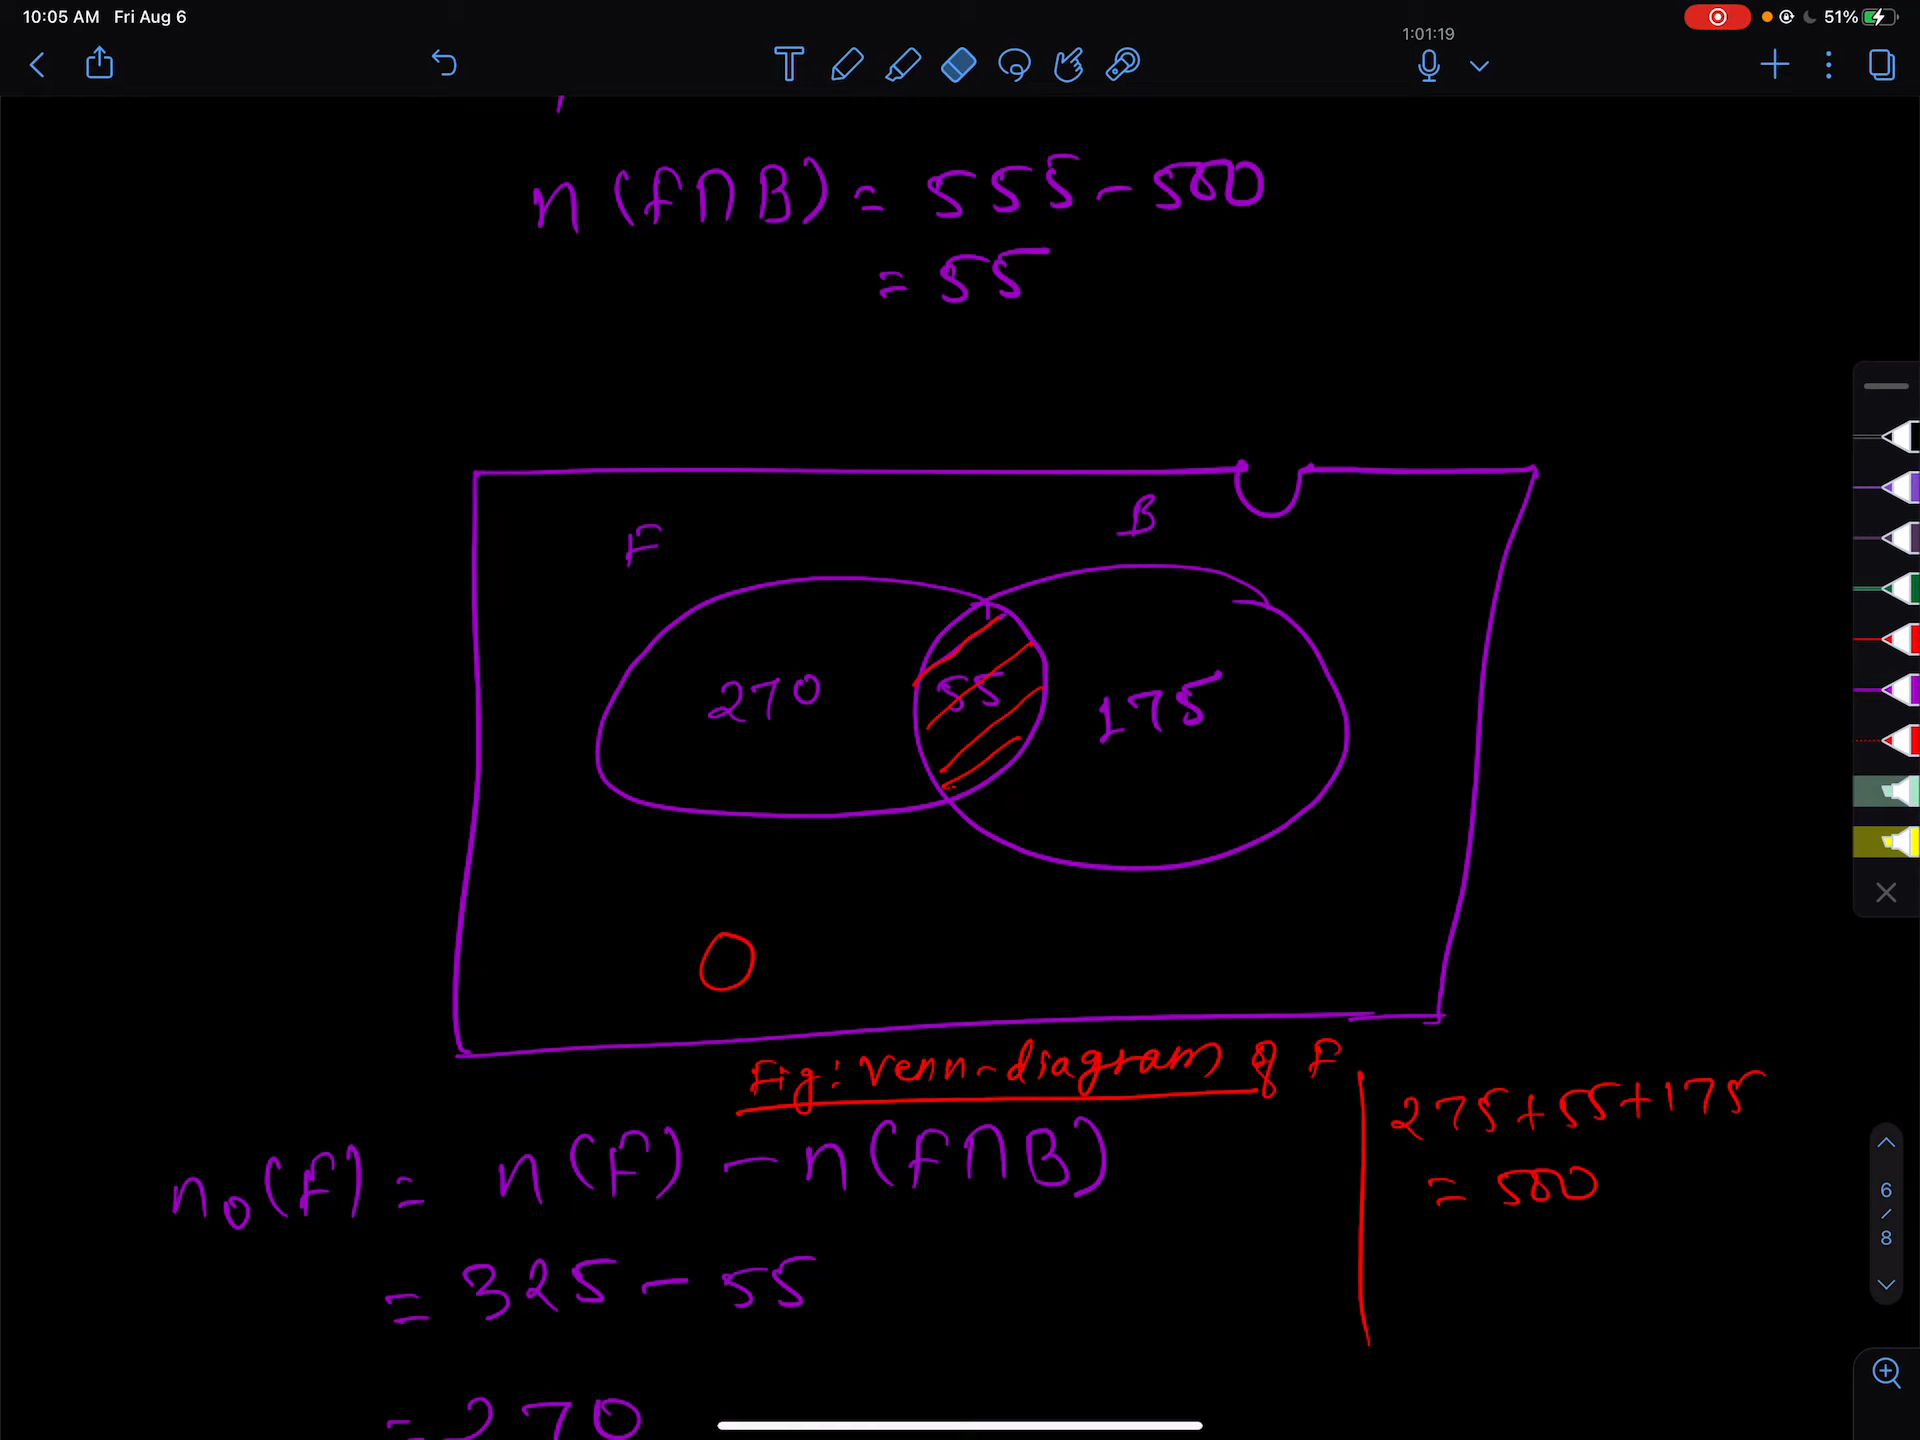 10:05 AM Fri Aug 6
51%
1:01:19
T
n(f∩B) = 555-500
= 55
F
B
270
55
175
0
Fig: Venn-diagram of F
275+55+175
= 500
n₀(F) = n(F) - n(f∩B)
= 325-55
= 270
6
/
8